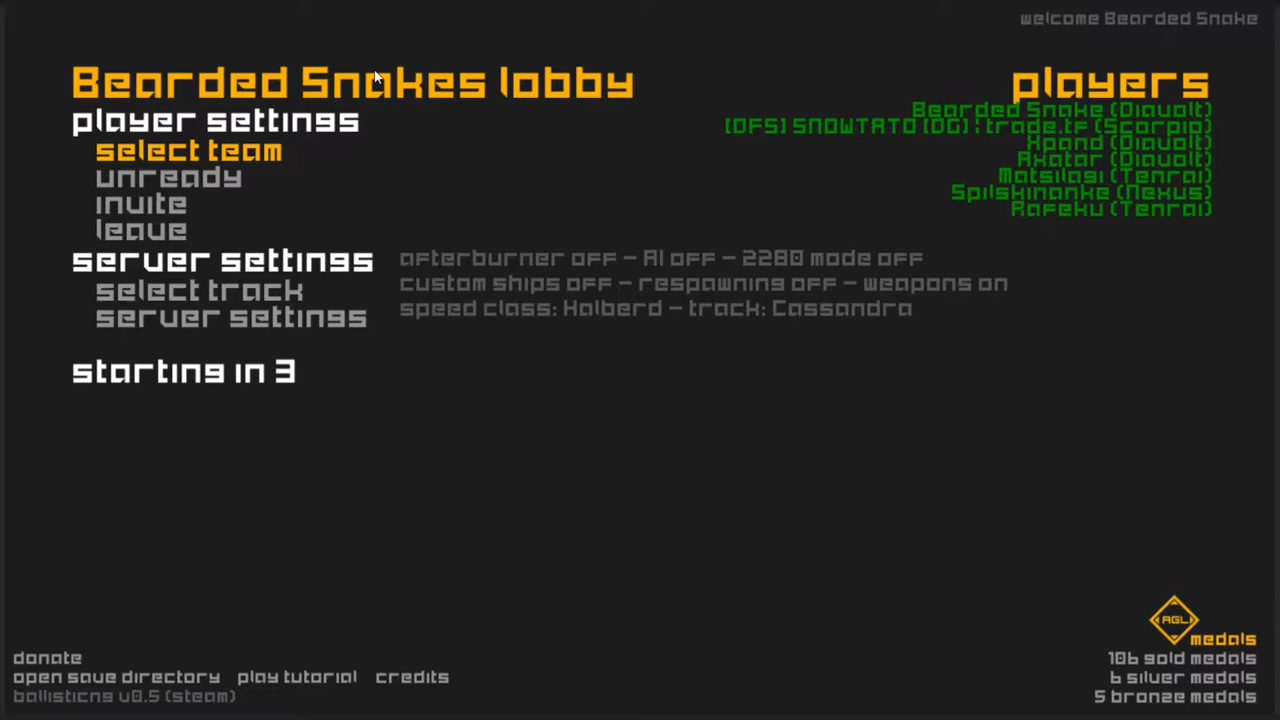 welcome Bearded Snake
Bearded Snakes lobby
players
player settings
select team
unready
invite
leave
Bearded Snake (Diavolt)
[DFS] SNOWTATO [DG] : trade.tf (Scorpio)
Xpand (Diavolt)
Axator (Diavolt)
Matsilagi (Tenrai)
Spilskinanke (Nexus)
Rafeku (Tenrai)
server settings
afterburner off - AI off - 2280 mode off
select track
custom ships off - respawning off - weapons on
server settings
speed class: Halberd - track: Cassandra
starting in 3
AGL
medals
106 gold medals
6 silver medals
5 bronze medals
donate
open save directory play tutorial credits
ballisticng v0.5 (steam)